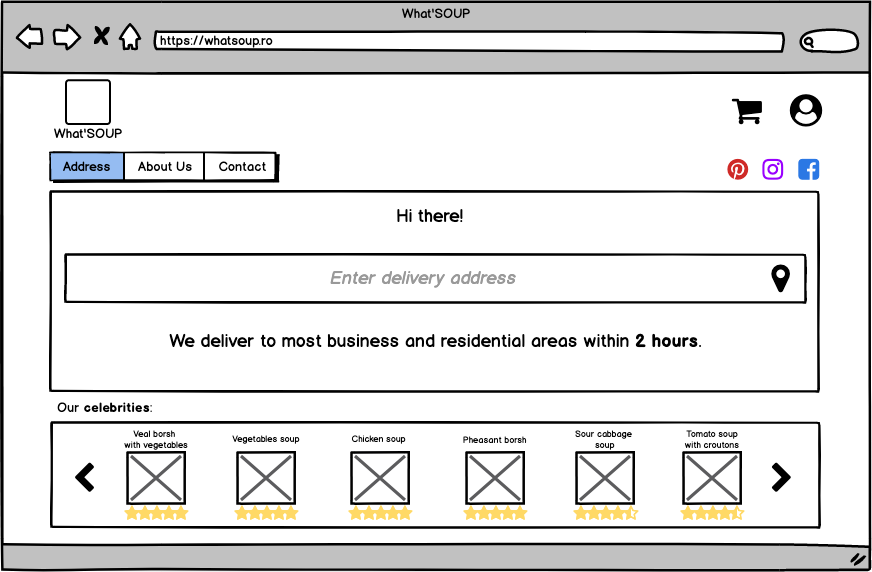 What'SOUP
https://whatsoup.ro
What'SOUP
Address About Us Contact
Hi there!
Enter delivery address
We deliver to most business and residential areas within 2 hours.
Our celebrities:
Veal borsh
with vegetables
Vegetables soup
Chicken soup
Pheasant borsh
Sour cabbage
soup
Tomato soup
with croutons